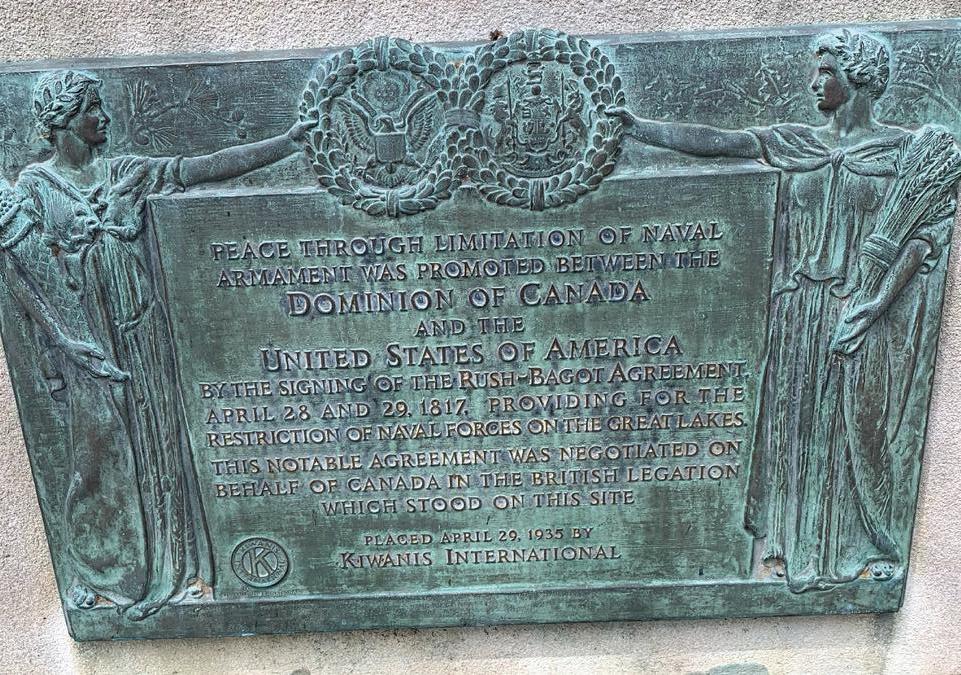 PEACE THROUGH LIMITATION OF NAVAL
ARMAMENT WAS PROMOTED BETWEEN THE
DOMINION OF CANADA
AND THE
UNITED STATES OF AMERICA
BY THE SIGNING OF THE RUSH-BAGOT AGREEMENT
APRIL 28 AND 29, 1817, PROVIDING FOR THE
RESTRICTION OF NAVAL FORCES ON THE GREAT LAKES.
THIS NOTABLE AGREEMENT WAS NEGOTIATED ON
BEHALF OF CANADA IN THE BRITISH LEGATION
WHICH STOOD ON THIS SITE
PLACED APRIL 29, 1935 BY
KIWANIS INTERNATIONAL
K